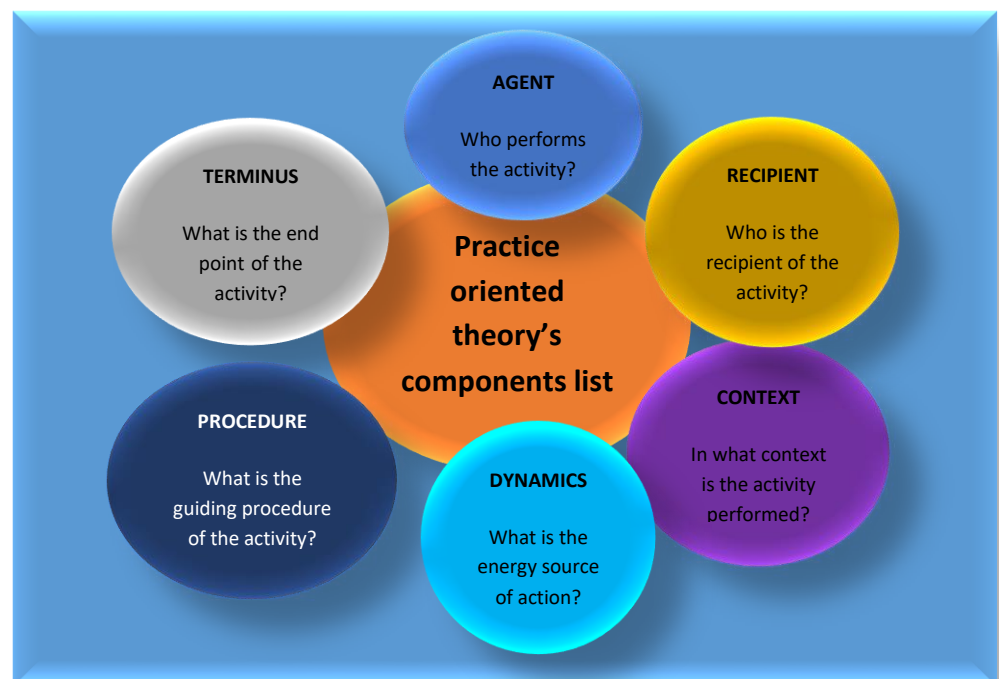 AGENT
Who performs
the activity?
RECIPIENT
Who is the
recipient of the
activity?
CONTEXT
In what context
is the activity
performed?
DYNAMICS
What is the
energy source
of action?
PROCEDURE
What is the
guiding procedure
of the activity?
TERMINUS
What is the end
point of the
activity?
Practice
oriented
theory’s
components list